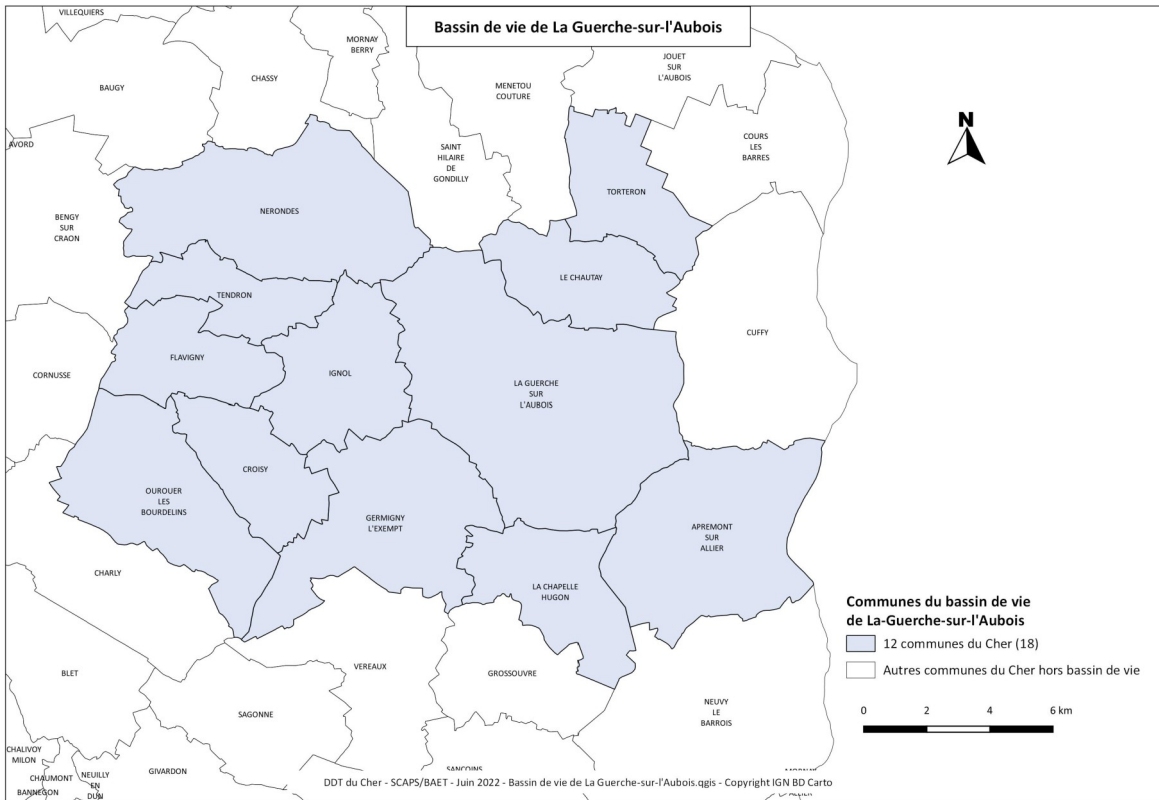 Bassin de vie de La Guerche-sur-l'Aubois
VILLEQUIERS
MORNAY
BERRY
CHASSY
BAUGY
JOUET
SUR
L'AUBOIS
MENETOU
COUTURE
AVORD
COURS
LES
BARRES
SAINT
HILAIRE
DE
GONDILLY
N
TORTERON
NERONDES
BENGY
SUR
CRAON
LE CHAUTAY
TENDRON
CUFFY
FLAVIGNY
IGNOL
CORNUSSE
LA GUERCHE
SUR
L'AUBOIS
CROISY
OUROUER
LES
BOURDELINS
GERMIGNY
L'EXEMPT
APREMONT
SUR
ALLIER
CHARLY
LA CHAPELLE
HUGON
Communes du bassin de vie
de La-Guerche-sur-l'Aubois
12 communes du Cher (18)
Autres communes du Cher hors bassin de vie
VEREAUX
BLET
GROSSOUVRE
SAGONNE
NEUVY
LE
BARROIS
0 2 4 6 km
CHALIVOY
MILON
CHAUMONT
NEUILLY
EN
DUN
GIVARDON
BANNEGON
SANCOINS
DDT du Cher - SCAPS/BAET - Juin 2022 - Bassin de vie de La Guerche-sur-l'Aubois.qgis - Copyright IGN BD Carto
ALLIER